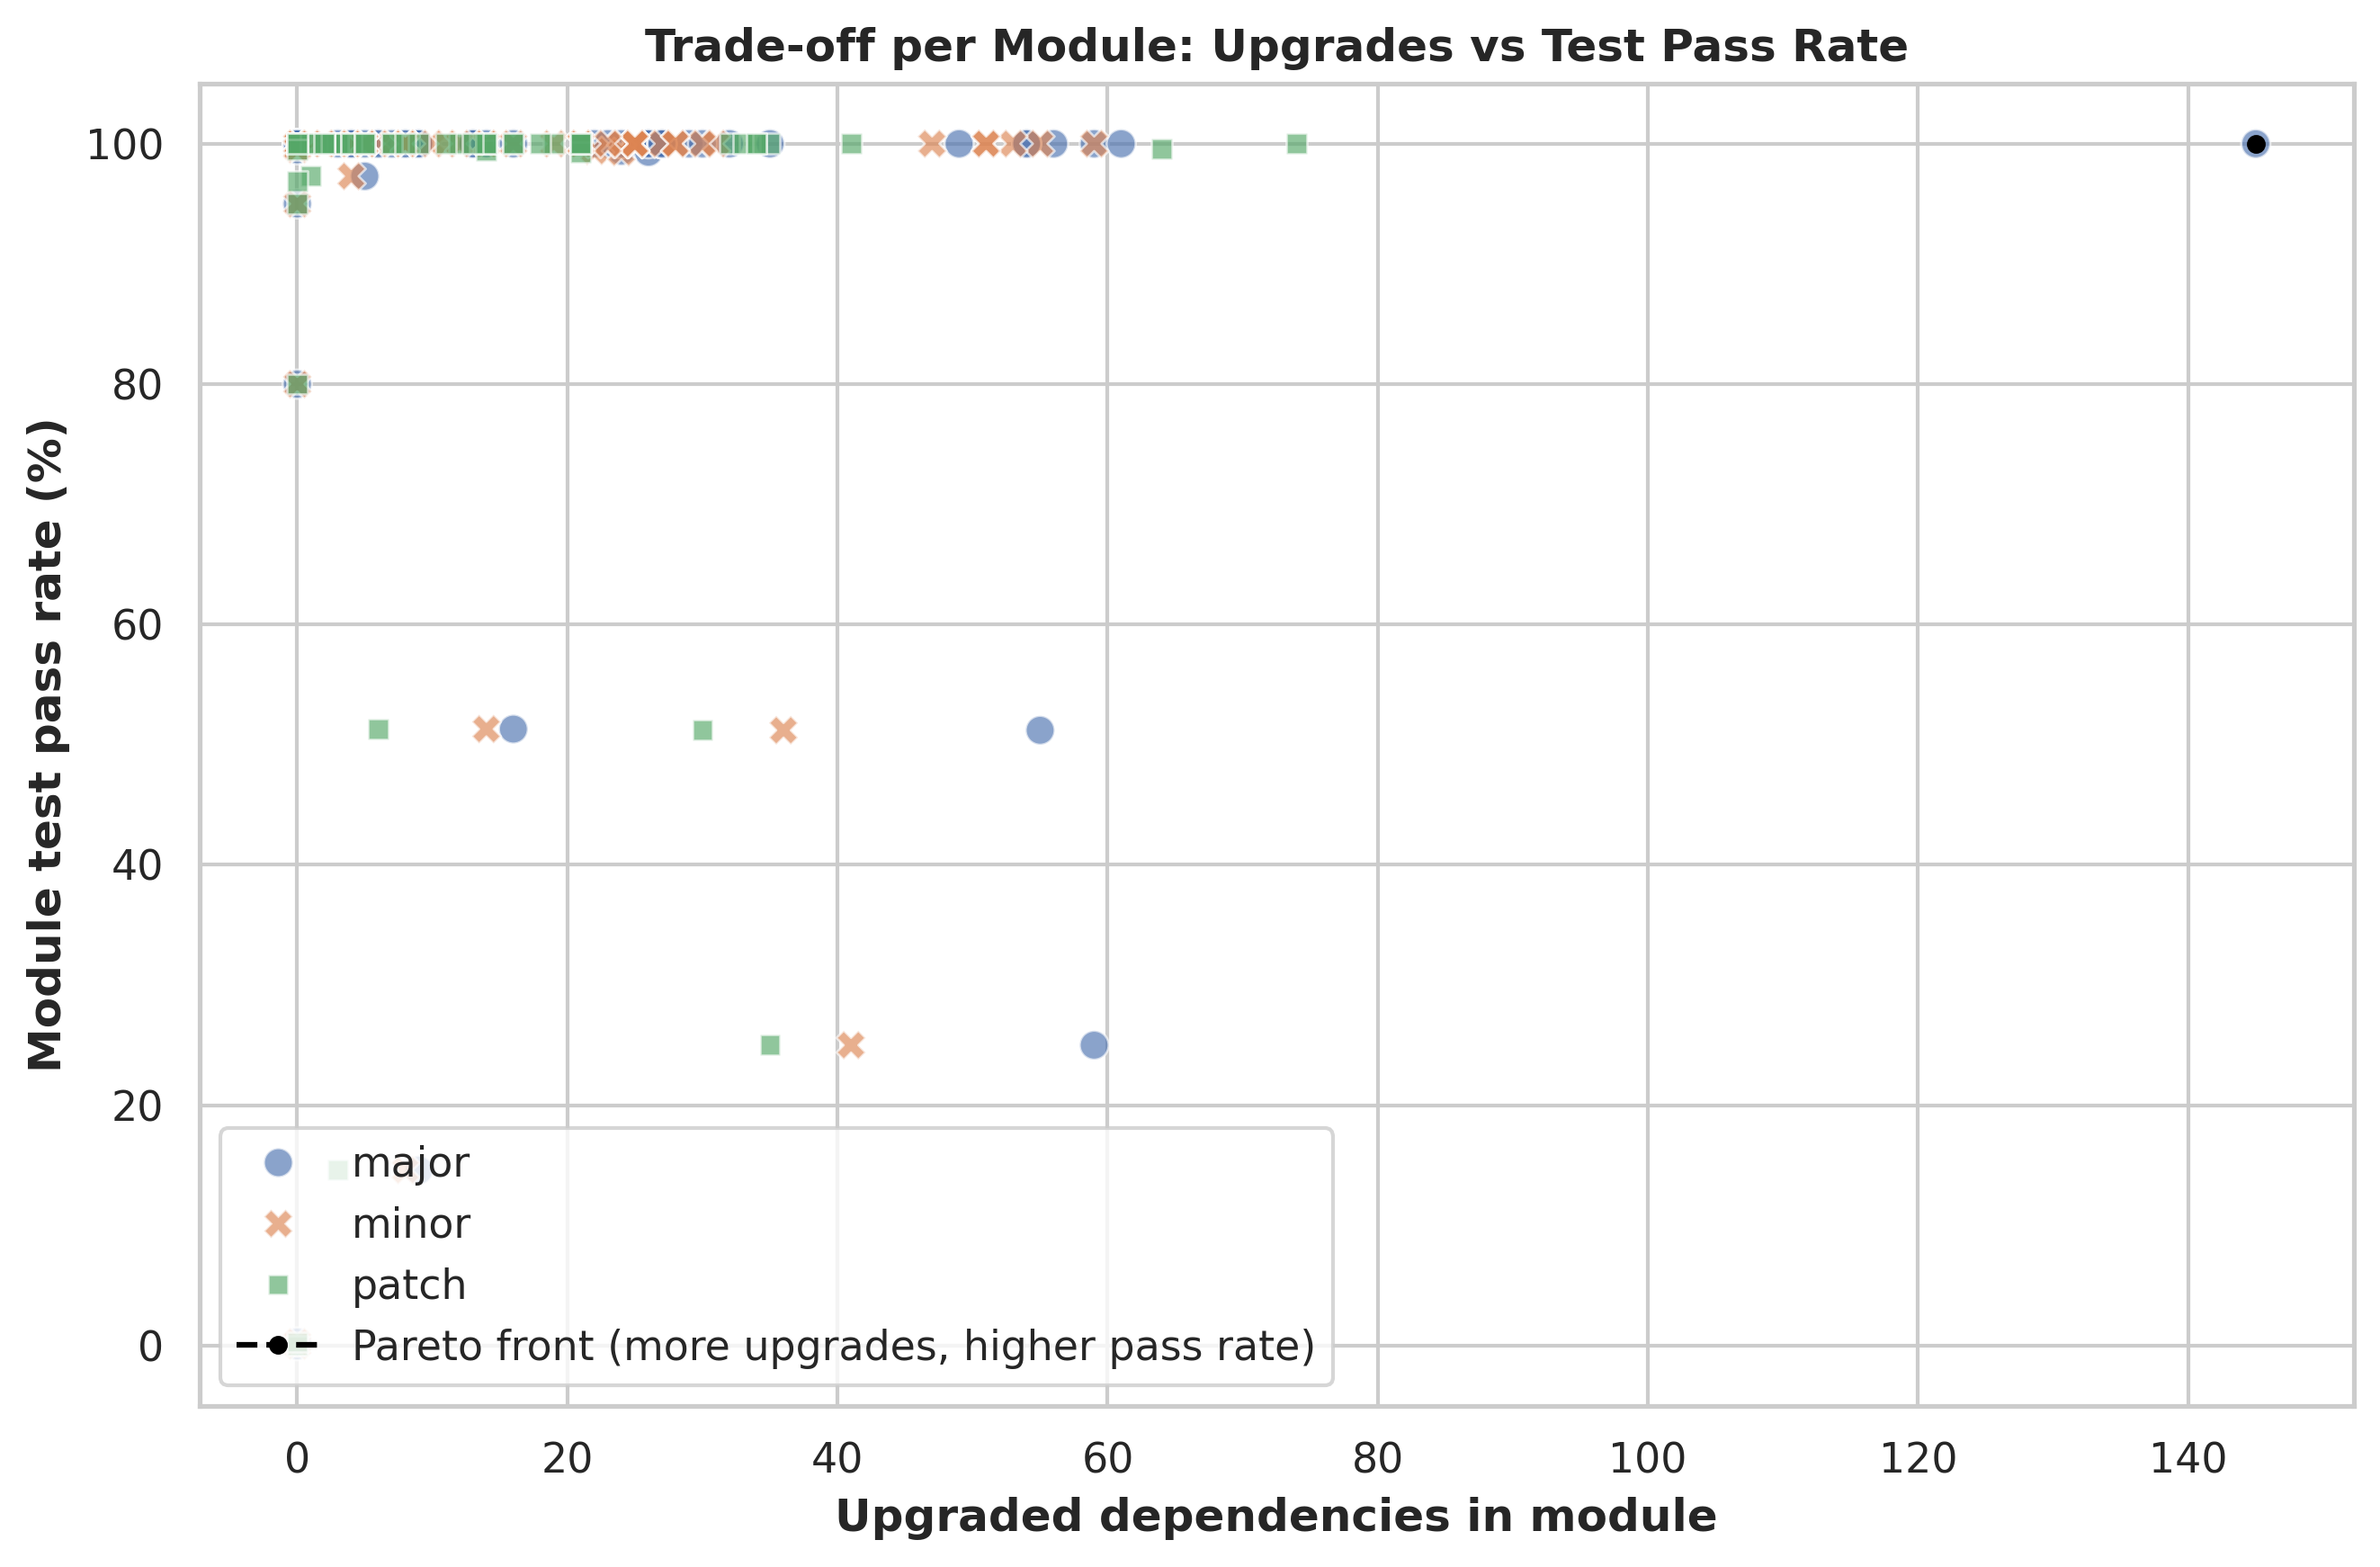 Trade-off per Module: Upgrades vs Test Pass Rate
Module test pass rate (%)
100
80
60
40
20
0
major
minor
patch
Pareto front (more upgrades, higher pass rate)
0 20 40 60 80 100 120 140
Upgraded dependencies in module